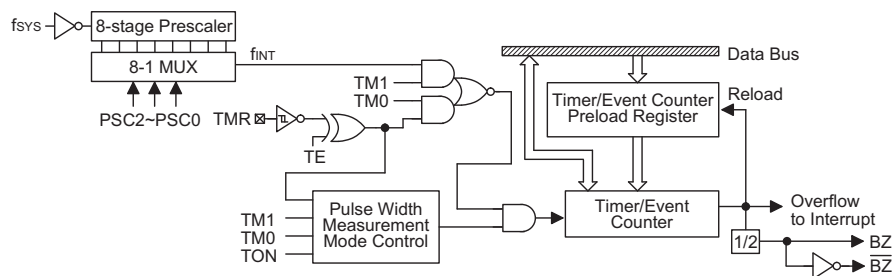 fSYS
8-stage Prescaler
8-1 MUX
fINT
PSC2~PSC0
TM1
TM0
TMR
TE
Data Bus
Timer/Event Counter
Preload Register
Reload
TM1
TM0
TON
Pulse Width
Measurement
Mode Control
Timer/Event
Counter
Overflow
to Interrupt
1/2
BZ
B̅Z̅